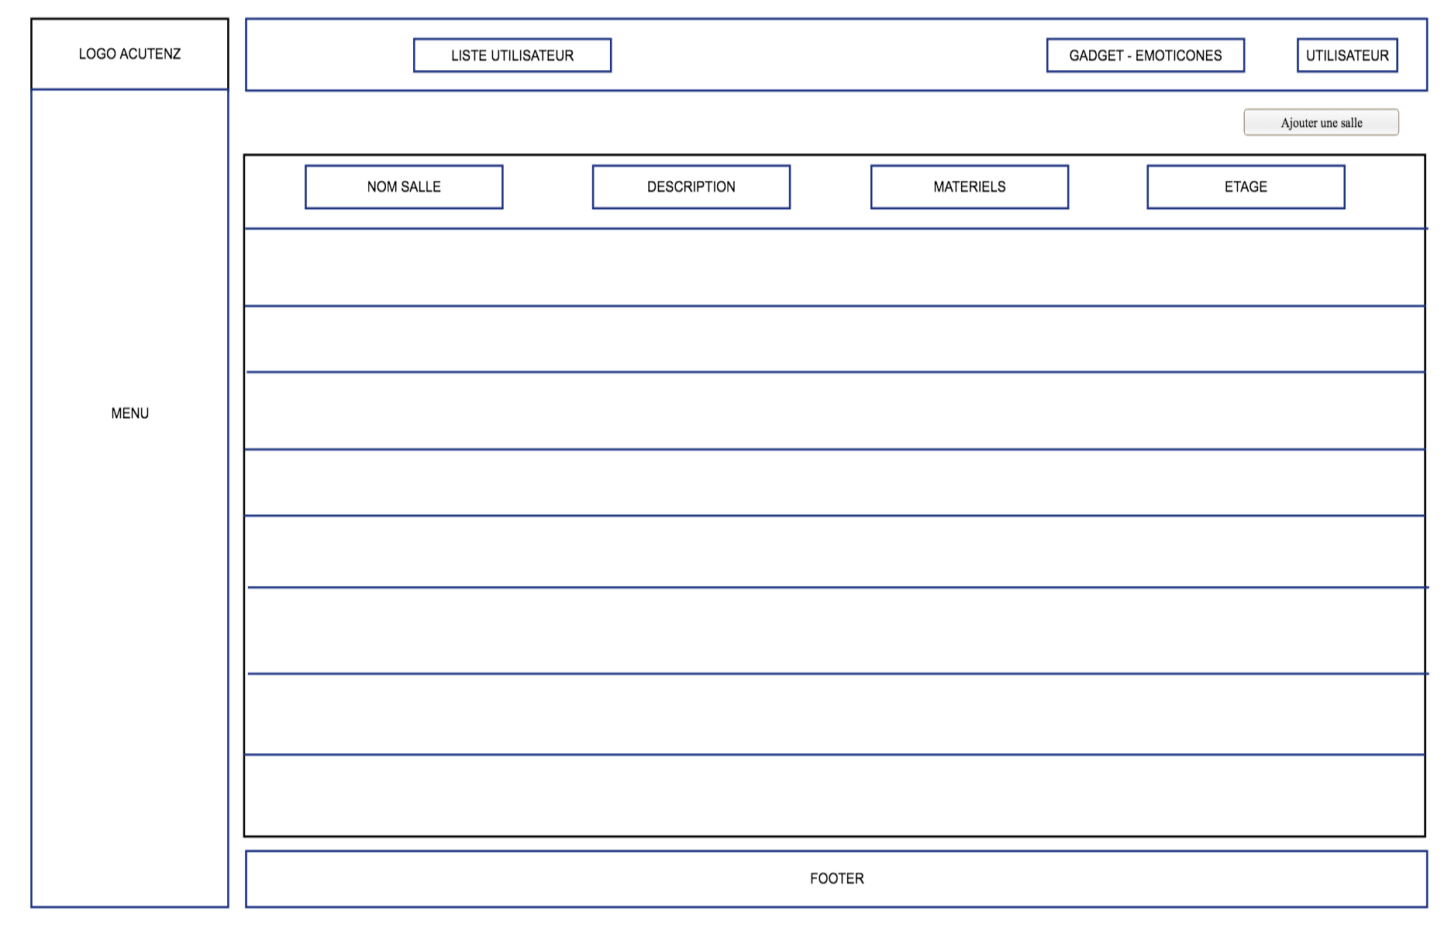 LOGO ACUTENZ
LISTE UTILISATEUR
GADGET - EMOTICONES
UTILISATEUR
Ajouter une salle
NOM SALLE
DESCRIPTION
MATERIELS
ETAGE
MENU
FOOTER